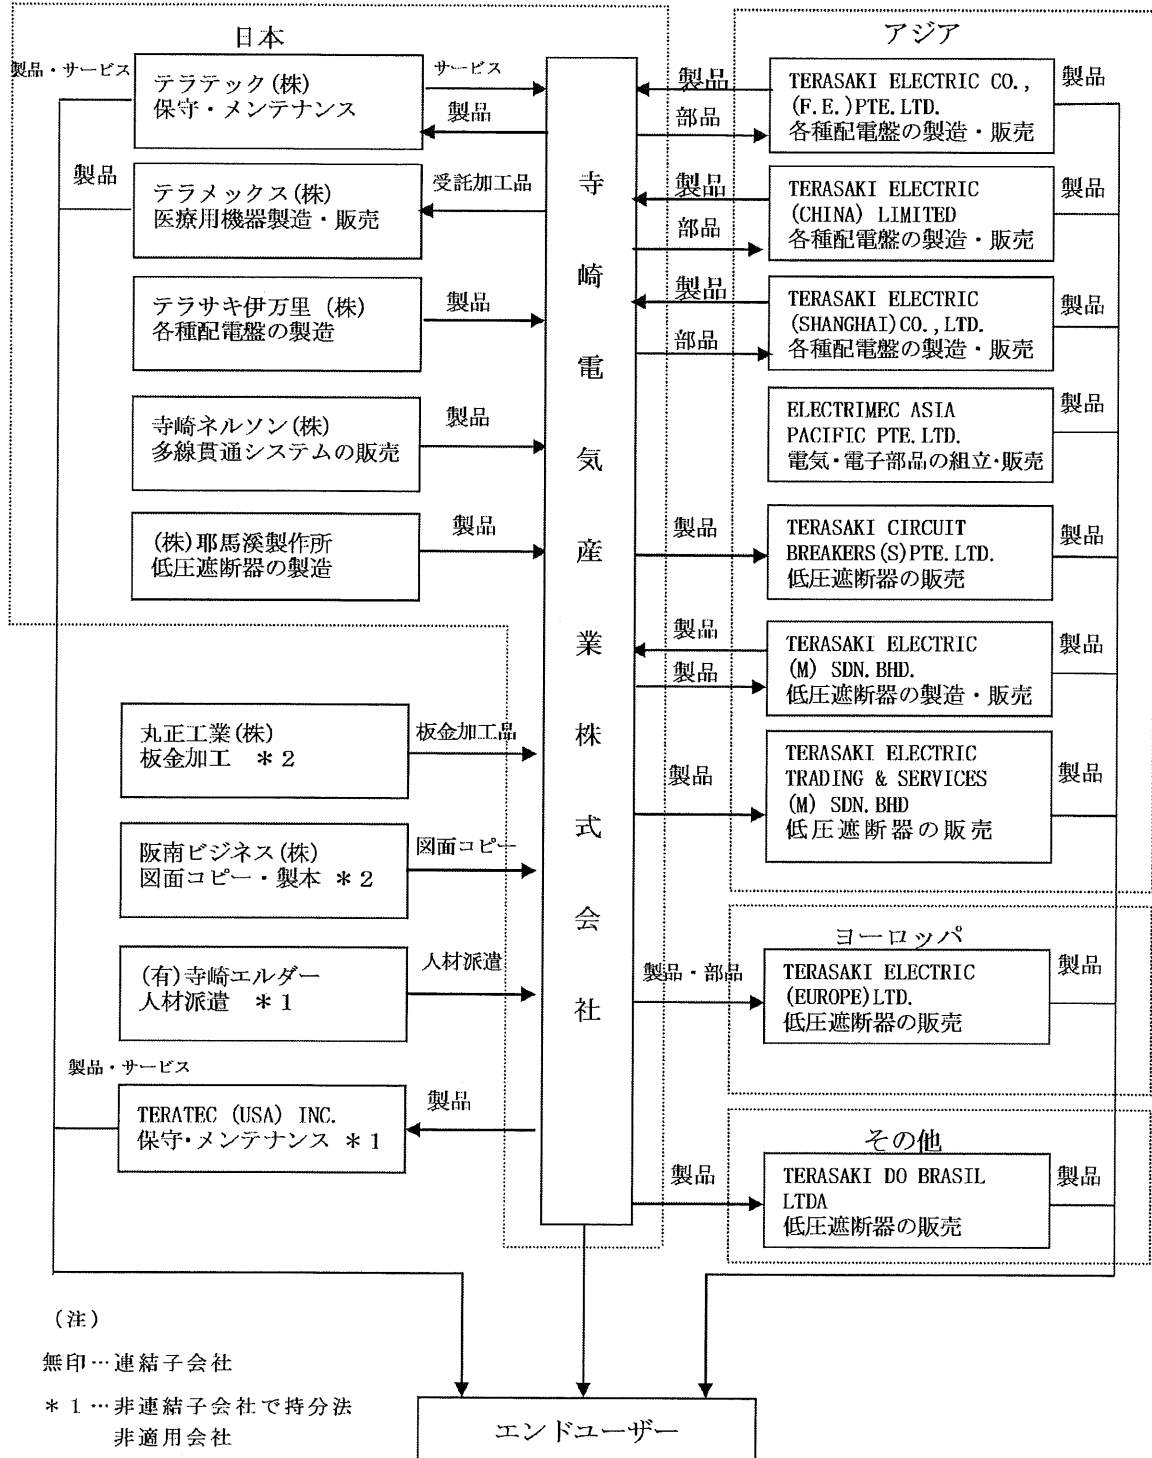 日本
製品・サービス
テラテック(株)
保守・メンテナンス
サービス
製品
製品
テラメックス(株)
医療用機器製造・販売
受託加工品
テラサキ伊万里 (株)
各種配電盤の製造
製品
寺崎ネルソン(株)
多線貫通システムの販売
製品
(株)耶馬溪製作所
低圧遮断器の製造
製品
丸正工業(株)
板金加工 *2
板金加工品
阪南ビジネス(株)
図面コピー・製本 *2
図面コピー
(有)寺崎エルダー
人材派遣 *1
人材派遣
製品・サービス
TERATEC (USA) INC.
保守・メンテナンス *1
製品
寺崎電気産業株式会社
アジア
製品
部品
TERASAKI ELECTRIC CO.,
(F.E.)PTE.LTD.
各種配電盤の製造・販売
製品
製品
部品
TERASAKI ELECTRIC
(CHINA) LIMITED
各種配電盤の製造・販売
製品
製品
部品
TERASAKI ELECTRIC
(SHANGHAI)CO.,LTD.
各種配電盤の製造・販売
製品
ELECTRIMEC ASIA
PACIFIC PTE.LTD.
電気・電子部品の組立・販売
製品
製品
TERASAKI CIRCUIT
BREAKERS(S)PTE.LTD.
低圧遮断器の販売
製品
製品
製品
TERASAKI ELECTRIC
(M) SDN.BHD.
低圧遮断器の製造・販売
製品
製品
TERASAKI ELECTRIC
TRADING & SERVICES
(M) SDN.BHD
低圧遮断器の販売
製品
ヨーロッパ
製品・部品
TERASAKI ELECTRIC
(EUROPE)LTD.
低圧遮断器の販売
製品
その他
製品
TERASAKI DO BRASIL
LTDA
低圧遮断器の販売
製品
(注)
無印…連結子会社
*1…非連結子会社で持分法
非適用会社
エンドユーザー